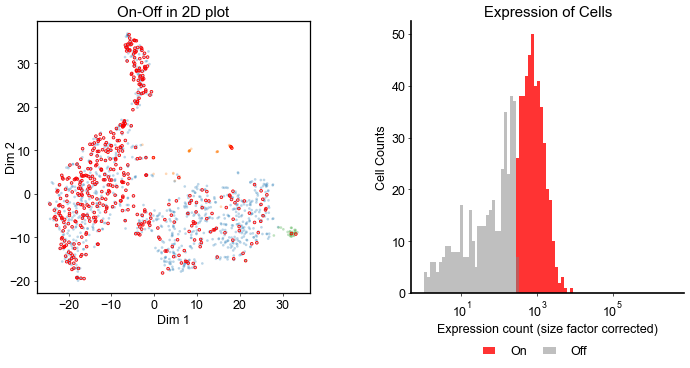 On-Off in 2D plot
Dim 2
30
20
10
0
−10
−20
−20 −10 0 10 20 30
Dim 1
Expression of Cells
Cell Counts
50
40
30
20
10
0
10¹ 10³ 10⁵
Expression count (size factor corrected)
On Off